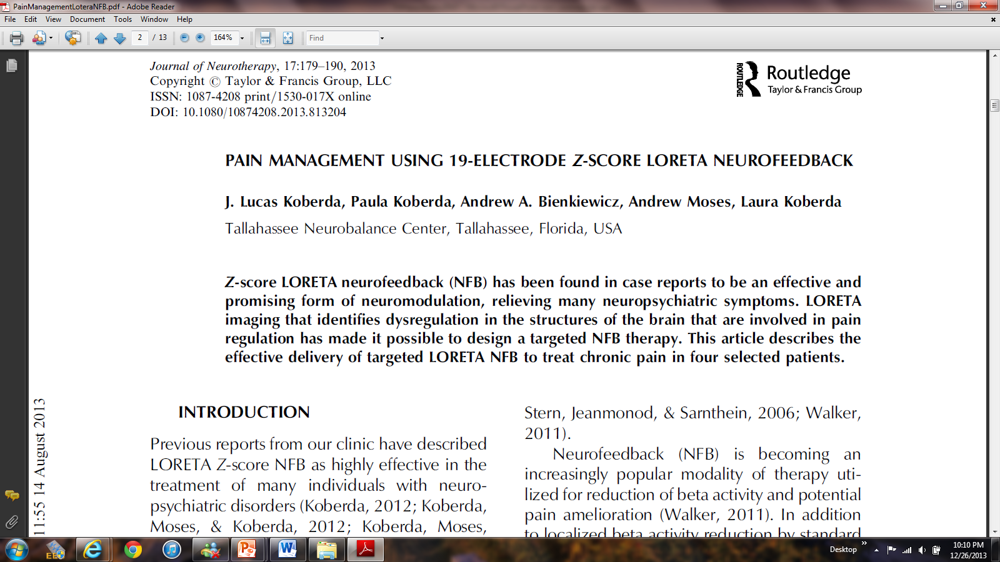 PainManagementLoteraNFB.pdf - Adobe Reader
File Edit View Document Tools Window Help
2 / 13 164% Find
Journal of Neurotherapy, 17:179–190, 2013
Copyright © Taylor & Francis Group, LLC
ISSN: 1087-4208 print/1530-017X online
DOI: 10.1080/10874208.2013.813204
ROUTLEDGE
Routledge
Taylor & Francis Group
PAIN MANAGEMENT USING 19-ELECTRODE Z-SCORE LORETA NEUROFEEDBACK
J. Lucas Koberda, Paula Koberda, Andrew A. Bienkiewicz, Andrew Moses, Laura Koberda
Tallahassee Neurobalance Center, Tallahassee, Florida, USA
Z-score LORETA neurofeedback (NFB) has been found in case reports to be an effective and
promising form of neuromodulation, relieving many neuropsychiatric symptoms. LORETA
imaging that identifies dysregulation in the structures of the brain that are involved in pain
regulation has made it possible to design a targeted NFB therapy. This article describes the
effective delivery of targeted LORETA NFB to treat chronic pain in four selected patients.
INTRODUCTION
Previous reports from our clinic have described
LORETA Z-score NFB as highly effective in the
treatment of many individuals with neuro-
psychiatric disorders (Koberda, 2012; Koberda,
Moses, & Koberda, 2012; Koberda, Moses,
Stern, Jeanmonod, & Sarnthein, 2006; Walker,
2011).
Neurofeedback (NFB) is becoming an
increasingly popular modality of therapy uti-
lized for reduction of beta activity and potential
pain amelioration (Walker, 2011). In addition
to localized beta activity reduction by standard
11:55 14 August 2013
EE
Desktop
10:10 PM
12/26/2013